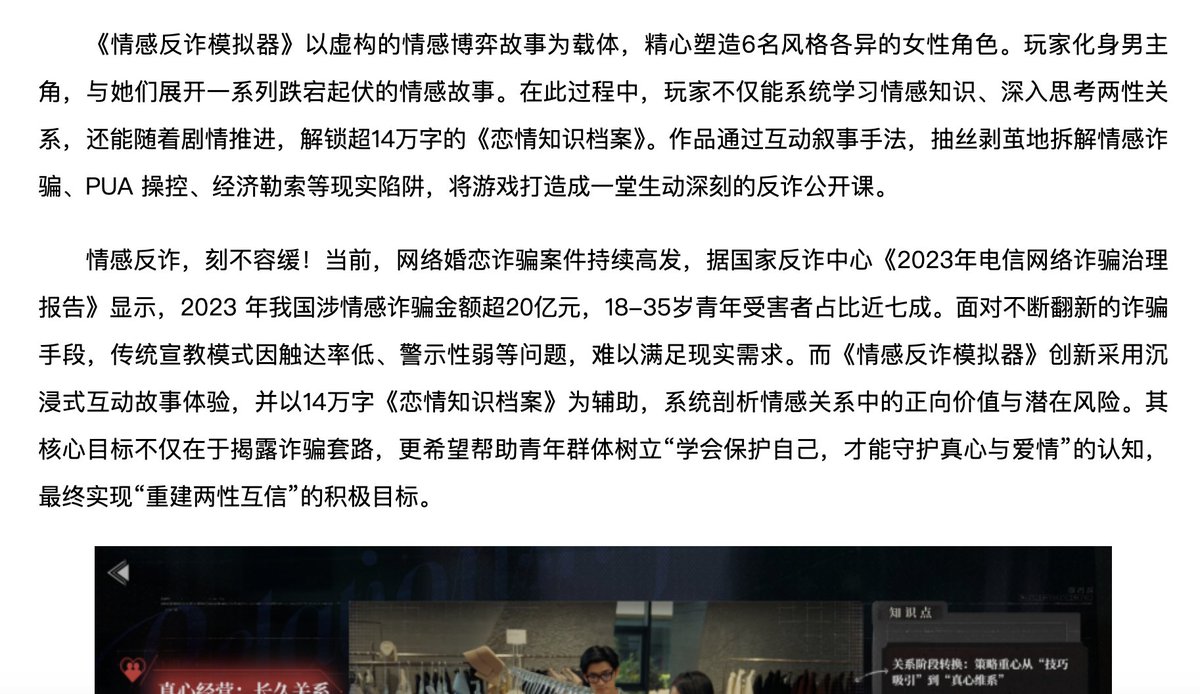 《情感反诈模拟器》以虚构的情感博弈故事为载体，精心塑造6名风格各异的女性角色。玩家化身男主
角，与她们展开一系列跌宕起伏的情感故事。在此过程中，玩家不仅能系统学习情感知识、深入思考两性关
系，还能随着剧情推进，解锁超14万字的《恋情知识档案》。作品通过互动叙事手法，抽丝剥茧地拆解情感诈
骗、PUA 操控、经济勒索等现实陷阱，将游戏打造成一堂生动深刻的反诈公开课。
情感反诈，刻不容缓！当前，网络婚恋诈骗案件持续高发，据国家反诈中心《2023年电信网络诈骗治理
报告》显示，2023 年我国涉情感诈骗金额超20亿元，18-35岁青年受害者占比近七成。面对不断翻新的诈骗
手段，传统宣教模式因触达率低、警示性弱等问题，难以满足现实需求。而《情感反诈模拟器》创新采用沉
浸式互动故事体验，并以14万字《恋情知识档案》为辅助，系统剖析情感关系中的正向价值与潜在风险。其
核心目标不仅在于揭露诈骗套路，更希望帮助青年群体树立“学会保护自己，才能守护真心与爱情”的认知，
最终实现“重建两性互信”的积极目标。
知识点
关系阶段转换：策略重心从“技巧
吸引”到“真心维系”
真心经营：长久关系